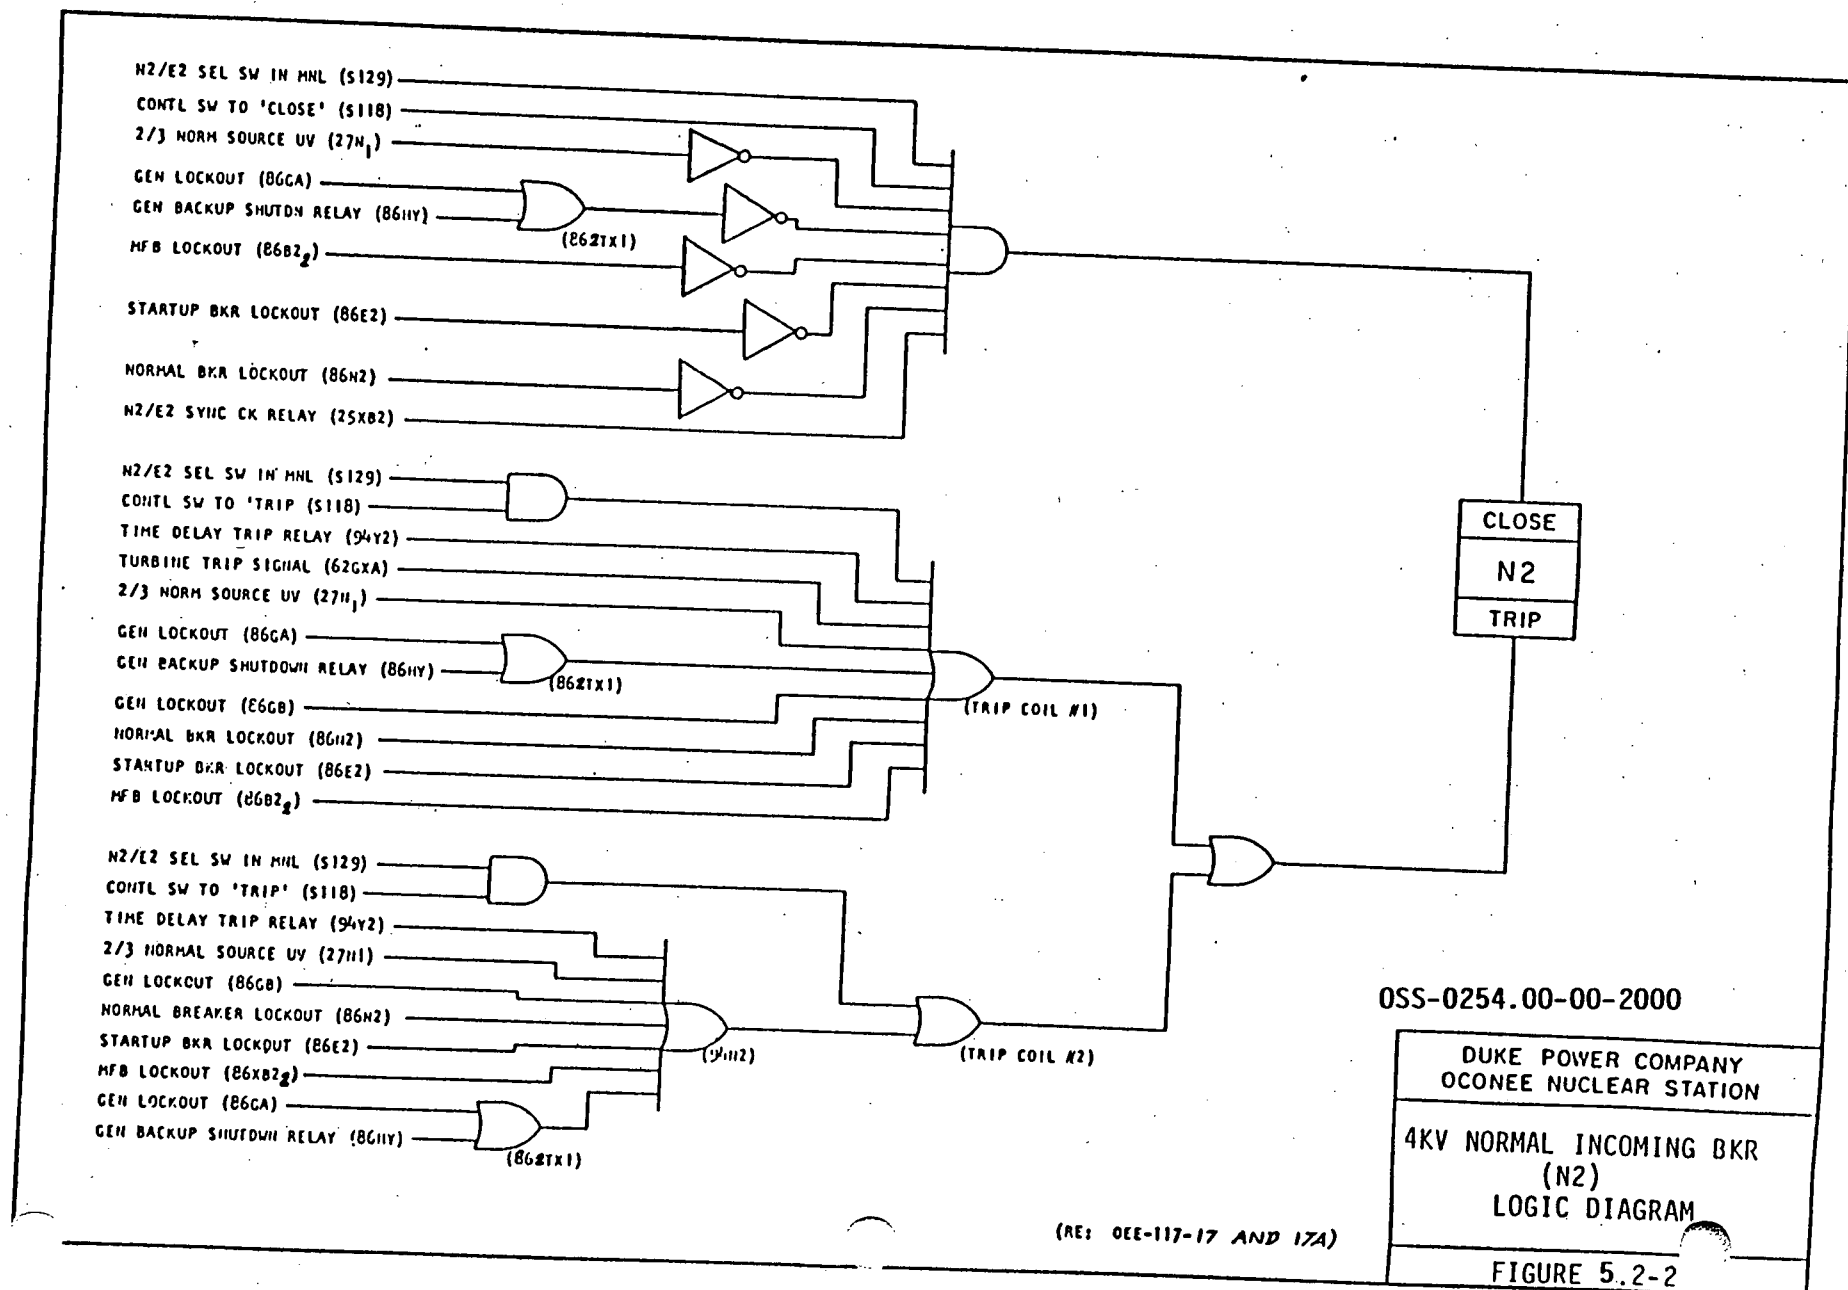 N2/E2 SEL SW IN MNL (S129)
CONTL SW TO 'CLOSE' (S118)
2/3 NORM SOURCE UV (27N1)
GEN LOCKOUT (86GA)
GEN BACKUP SHUTDN RELAY (86HY)
(862TX1)
MFB LOCKOUT (86B22)
STARTUP BKR LOCKOUT (86E2)
NORMAL BKR LOCKOUT (86N2)
N2/E2 SYNC CK RELAY (25XB2)
N2/E2 SEL SW IN MNL (S129)
CONTL SW TO 'TRIP (S118)
TIME DELAY TRIP RELAY (94Y2)
TURBINE TRIP SIGNAL (62GXA)
2/3 NORM SOURCE UV (27N1)
GEN LOCKOUT (86GA)
GEN BACKUP SHUTDOWN RELAY (86HY)
(862TX1)
GEN LOCKOUT (86GB)
(TRIP COIL #1)
NORMAL BKR LOCKOUT (86N2)
STARTUP BKR LOCKOUT (86E2)
MFB LOCKOUT (86B22)
N2/E2 SEL SW IN MNL (S129)
CONTL SW TO 'TRIP' (S118)
TIME DELAY TRIP RELAY (94Y2)
2/3 NORMAL SOURCE UV (27N1)
GEN LOCKOUT (86GB)
NORMAL BREAKER LOCKOUT (86N2)
STARTUP BKR LOCKOUT (86E2)
(94N2)
(TRIP COIL #2)
MFB LOCKOUT (86XB22)
GEN LOCKOUT (86GA)
GEN BACKUP SHUTDWN RELAY (86HY)
(862TX1)
CLOSE
N2
TRIP
OSS-0254.00-00-2000
DUKE POWER COMPANY
OCONEE NUCLEAR STATION
4KV NORMAL INCOMING BKR
(N2)
LOGIC DIAGRAM
(RE: OEE-117-17 AND 17A)
FIGURE 5.2-2